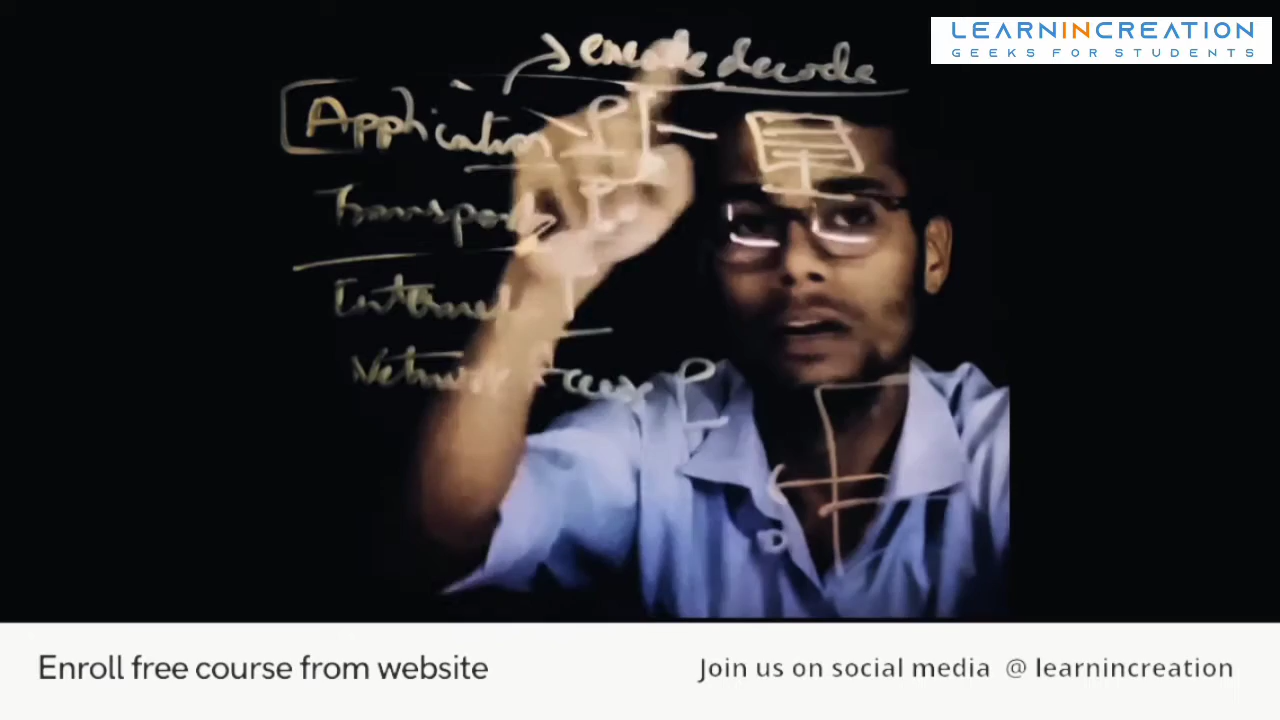 LEARNINCREATION
GEEKS FOR STUDENTS
encode decode
Application
Transport
Internet
Network Access
Enroll free course from website
Join us on social media @ learnincreation